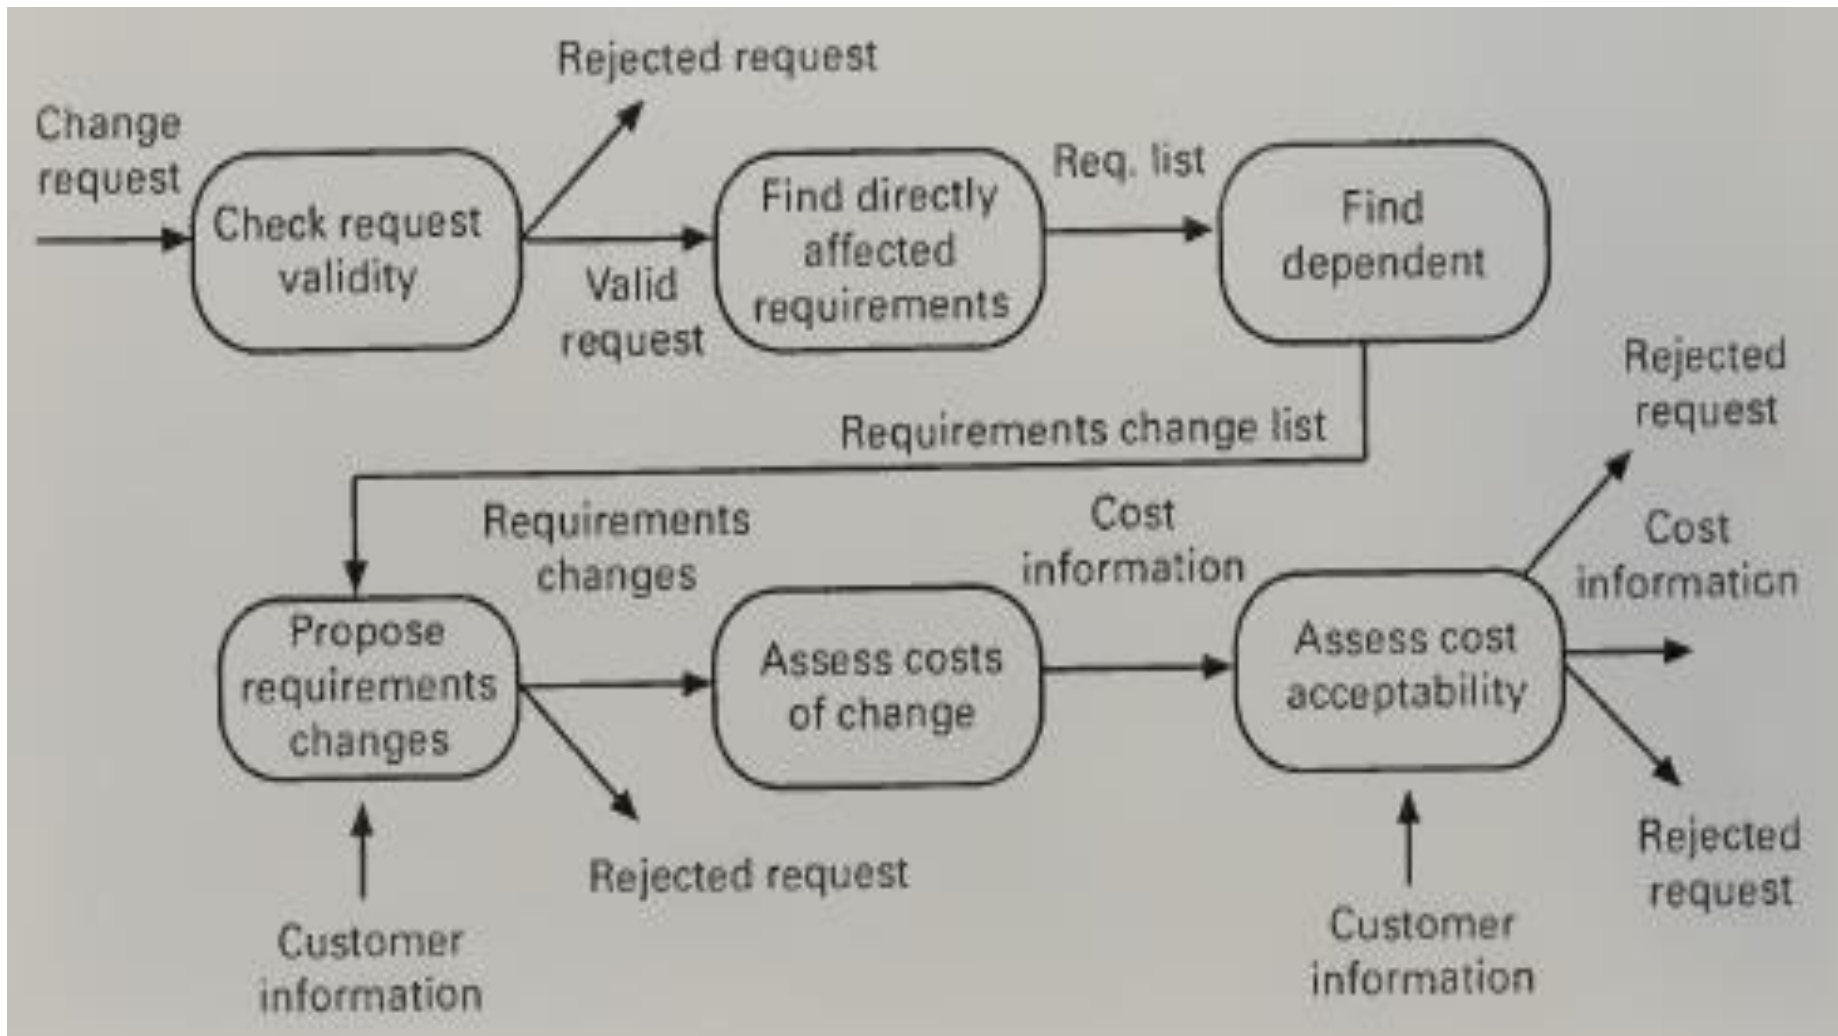 Rejected request
Change
request
Check request
validity
Valid
request
Find directly
affected
requirements
Req. list
Find
dependent
Requirements change list
Rejected
request
Requirements
changes
Cost
information
Cost
information
Propose
requirements
changes
Assess costs
of change
Assess cost
acceptability
Rejected request
Rejected
request
Customer
information
Customer
information